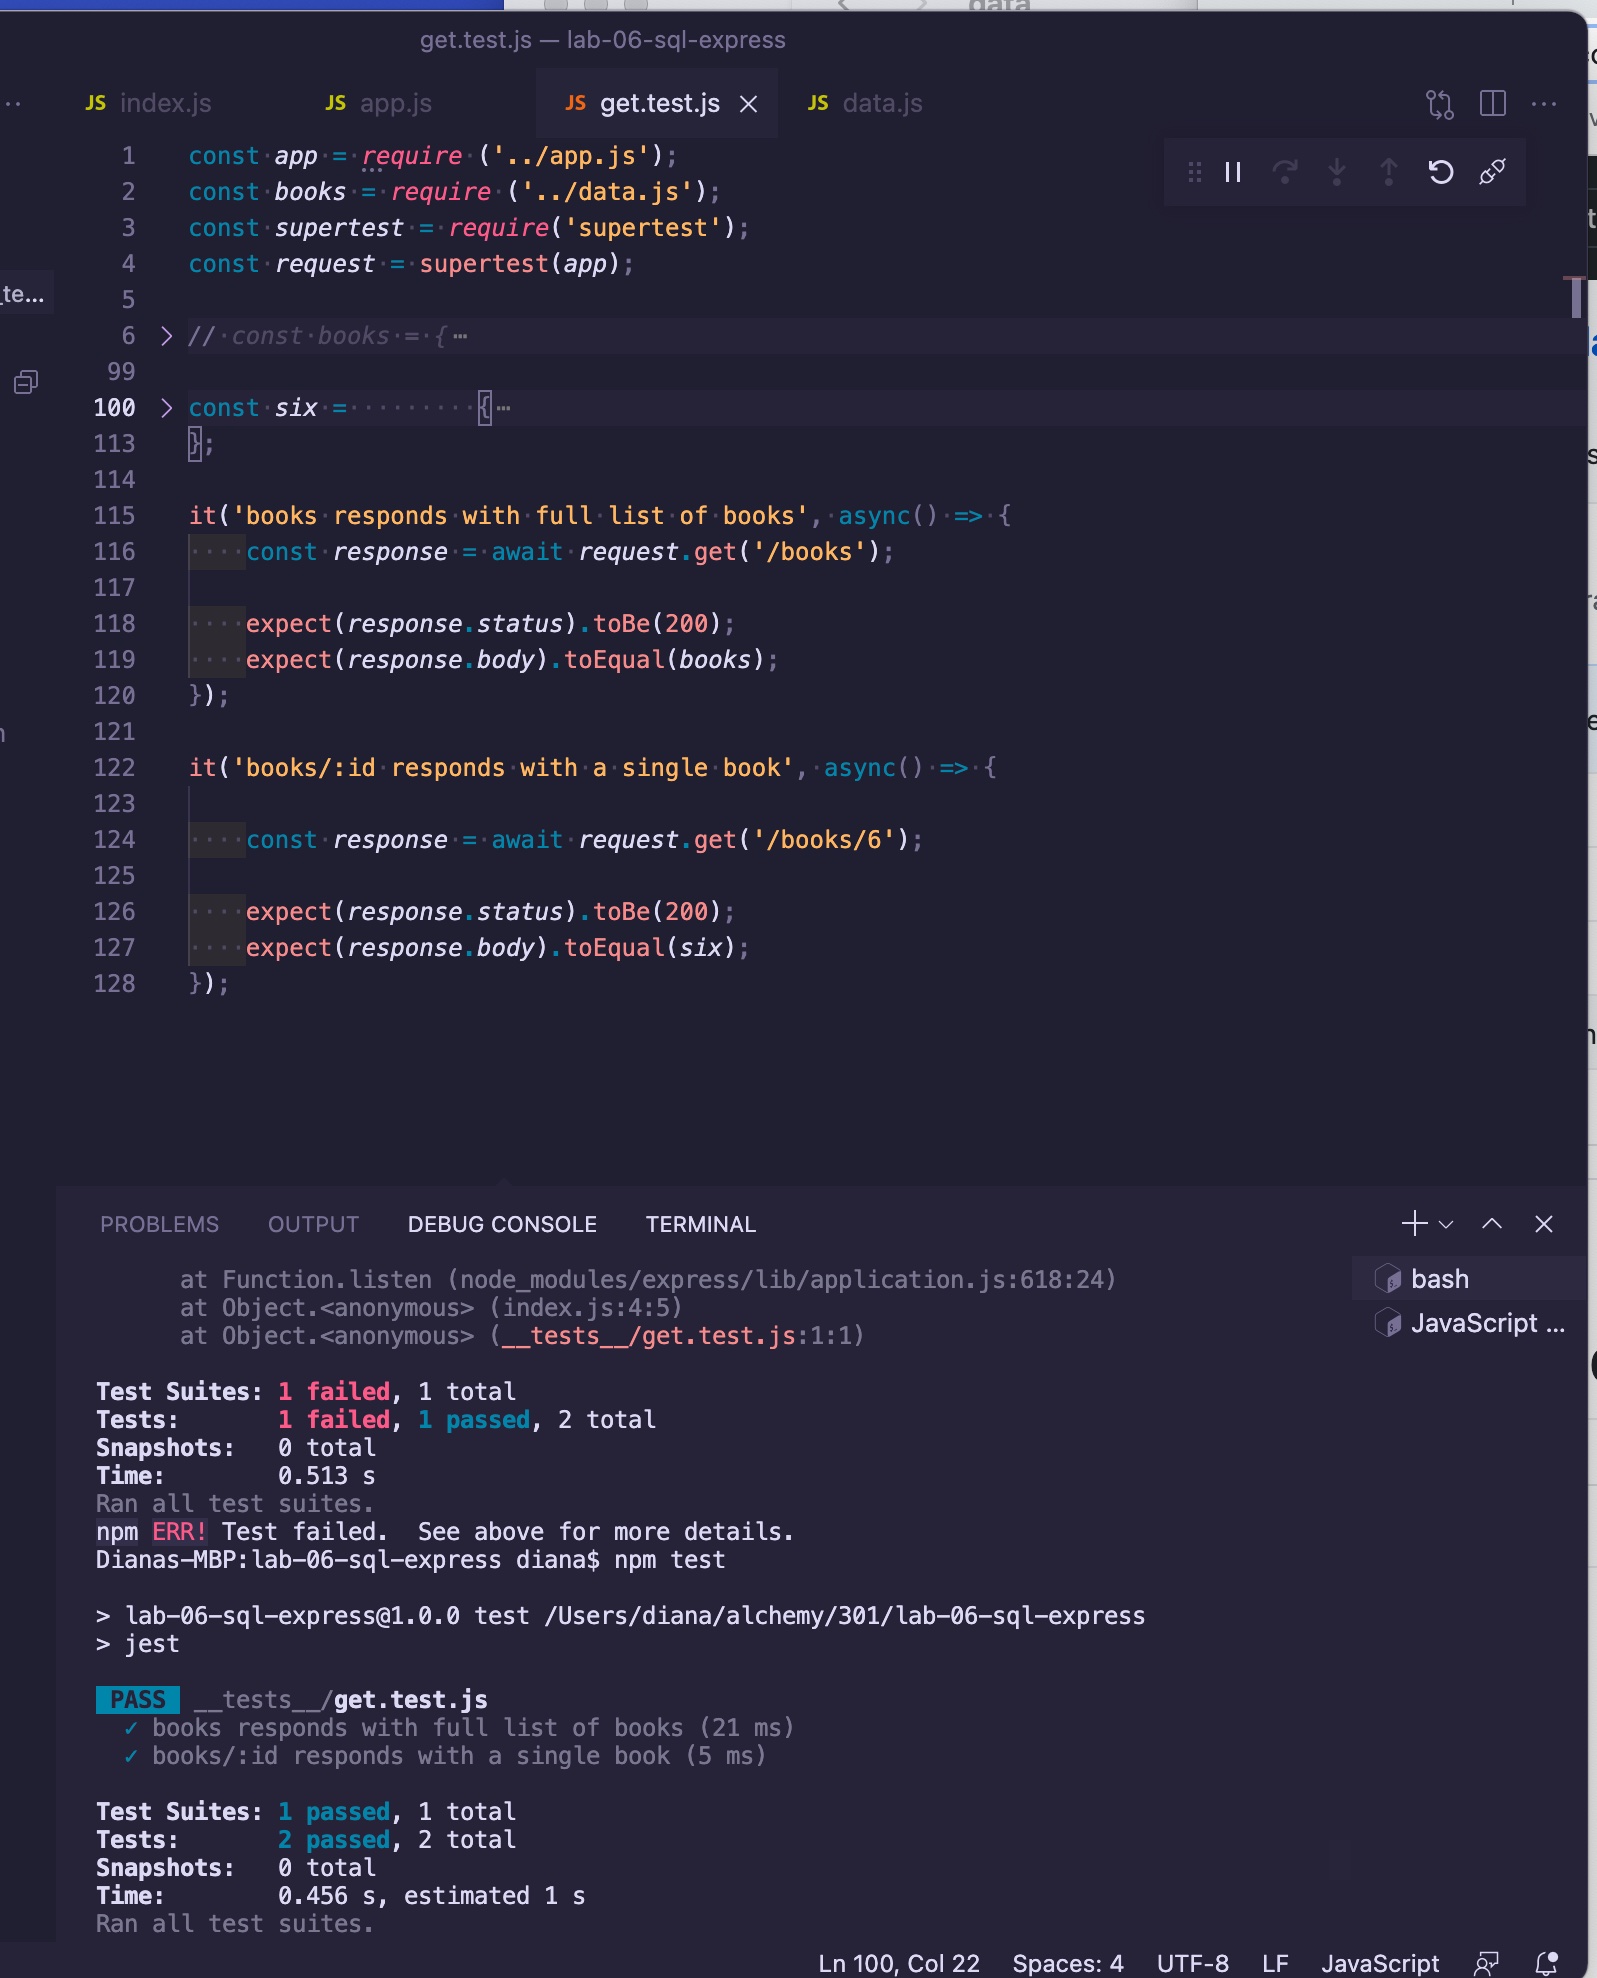 data
get.test.js — lab-06-sql-express
JS index.js
JS app.js
JS get.test.js
JS data.js
1 const app = require ('../app.js');
2 const books = require ('../data.js');
3 const supertest = require('supertest');
4 const request = supertest(app);
5
_te...
6 // const books = {
99
100 const six = {
113 };
114
115 it('books responds with full list of books', async() => {
116 const response = await request.get('/books');
117
118 expect(response.status).toBe(200);
119 expect(response.body).toEqual(books);
120 });
121
122 it('books/:id responds with a single book', async() => {
123
124 const response = await request.get('/books/6');
125
126 expect(response.status).toBe(200);
127 expect(response.body).toEqual(six);
128 });
PROBLEMS OUTPUT DEBUG CONSOLE TERMINAL
at Function.listen (node_modules/express/lib/application.js:618:24)
at Object.<anonymous> (index.js:4:5)
at Object.<anonymous> (__tests__/get.test.js:1:1)
bash
JavaScript ...
Test Suites: 1 failed, 1 total
Tests: 1 failed, 1 passed, 2 total
Snapshots: 0 total
Time: 0.513 s
Ran all test suites.
npm ERR! Test failed. See above for more details.
Dianas-MBP:lab-06-sql-express diana$ npm test
> lab-06-sql-express@1.0.0 test /Users/diana/alchemy/301/lab-06-sql-express
> jest
PASS __tests__/get.test.js
✓ books responds with full list of books (21 ms)
✓ books/:id responds with a single book (5 ms)
Test Suites: 1 passed, 1 total
Tests: 2 passed, 2 total
Snapshots: 0 total
Time: 0.456 s, estimated 1 s
Ran all test suites.
Ln 100, Col 22 Spaces: 4 UTF-8 LF JavaScript